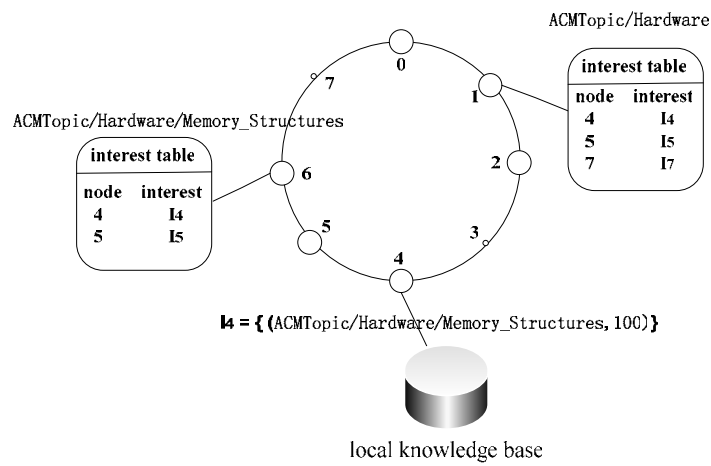 ACMTopic/Hardware
interest table
node interest
4 I4
5 I5
7 I7
0
1
2
3
4
5
6
7
ACMTopic/Hardware/Memory_Structures
interest table
node interest
4 I4
5 I5
I4 = {(ACMTopic/Hardware/Memory_Structures, 100)}
local knowledge base